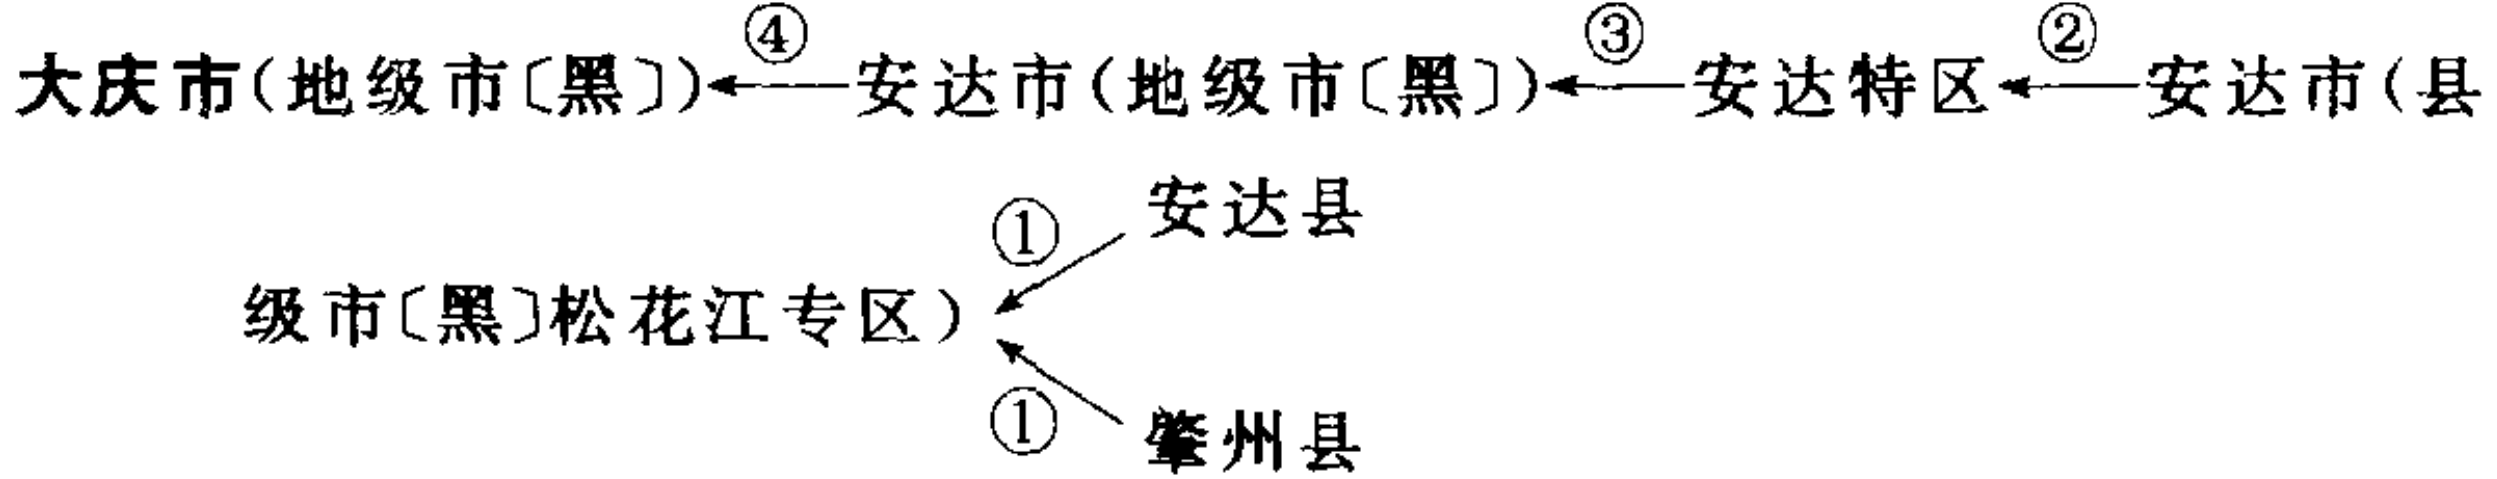 大庆市(地级市〔黑〕)←④安达市(地级市〔黑〕)←③安达特区←②安达市(县
① 安达县
级市〔黑〕松花江专区)
① 肇州县